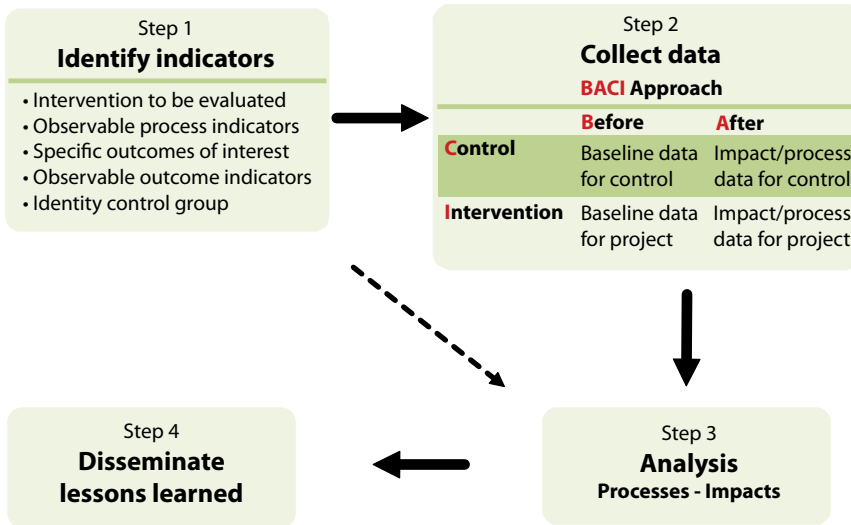 Step 1
Identify indicators
• Intervention to be evaluated
• Observable process indicators
• Specific outcomes of interest
• Observable outcome indicators
• Identity control group
Step 2
Collect data
BACI Approach
Before After
Control Baseline data Impact/process
for control data for control
Intervention Baseline data Impact/process
for project data for project
Step 3
Analysis
Processes - Impacts
Step 4
Disseminate
lessons learned